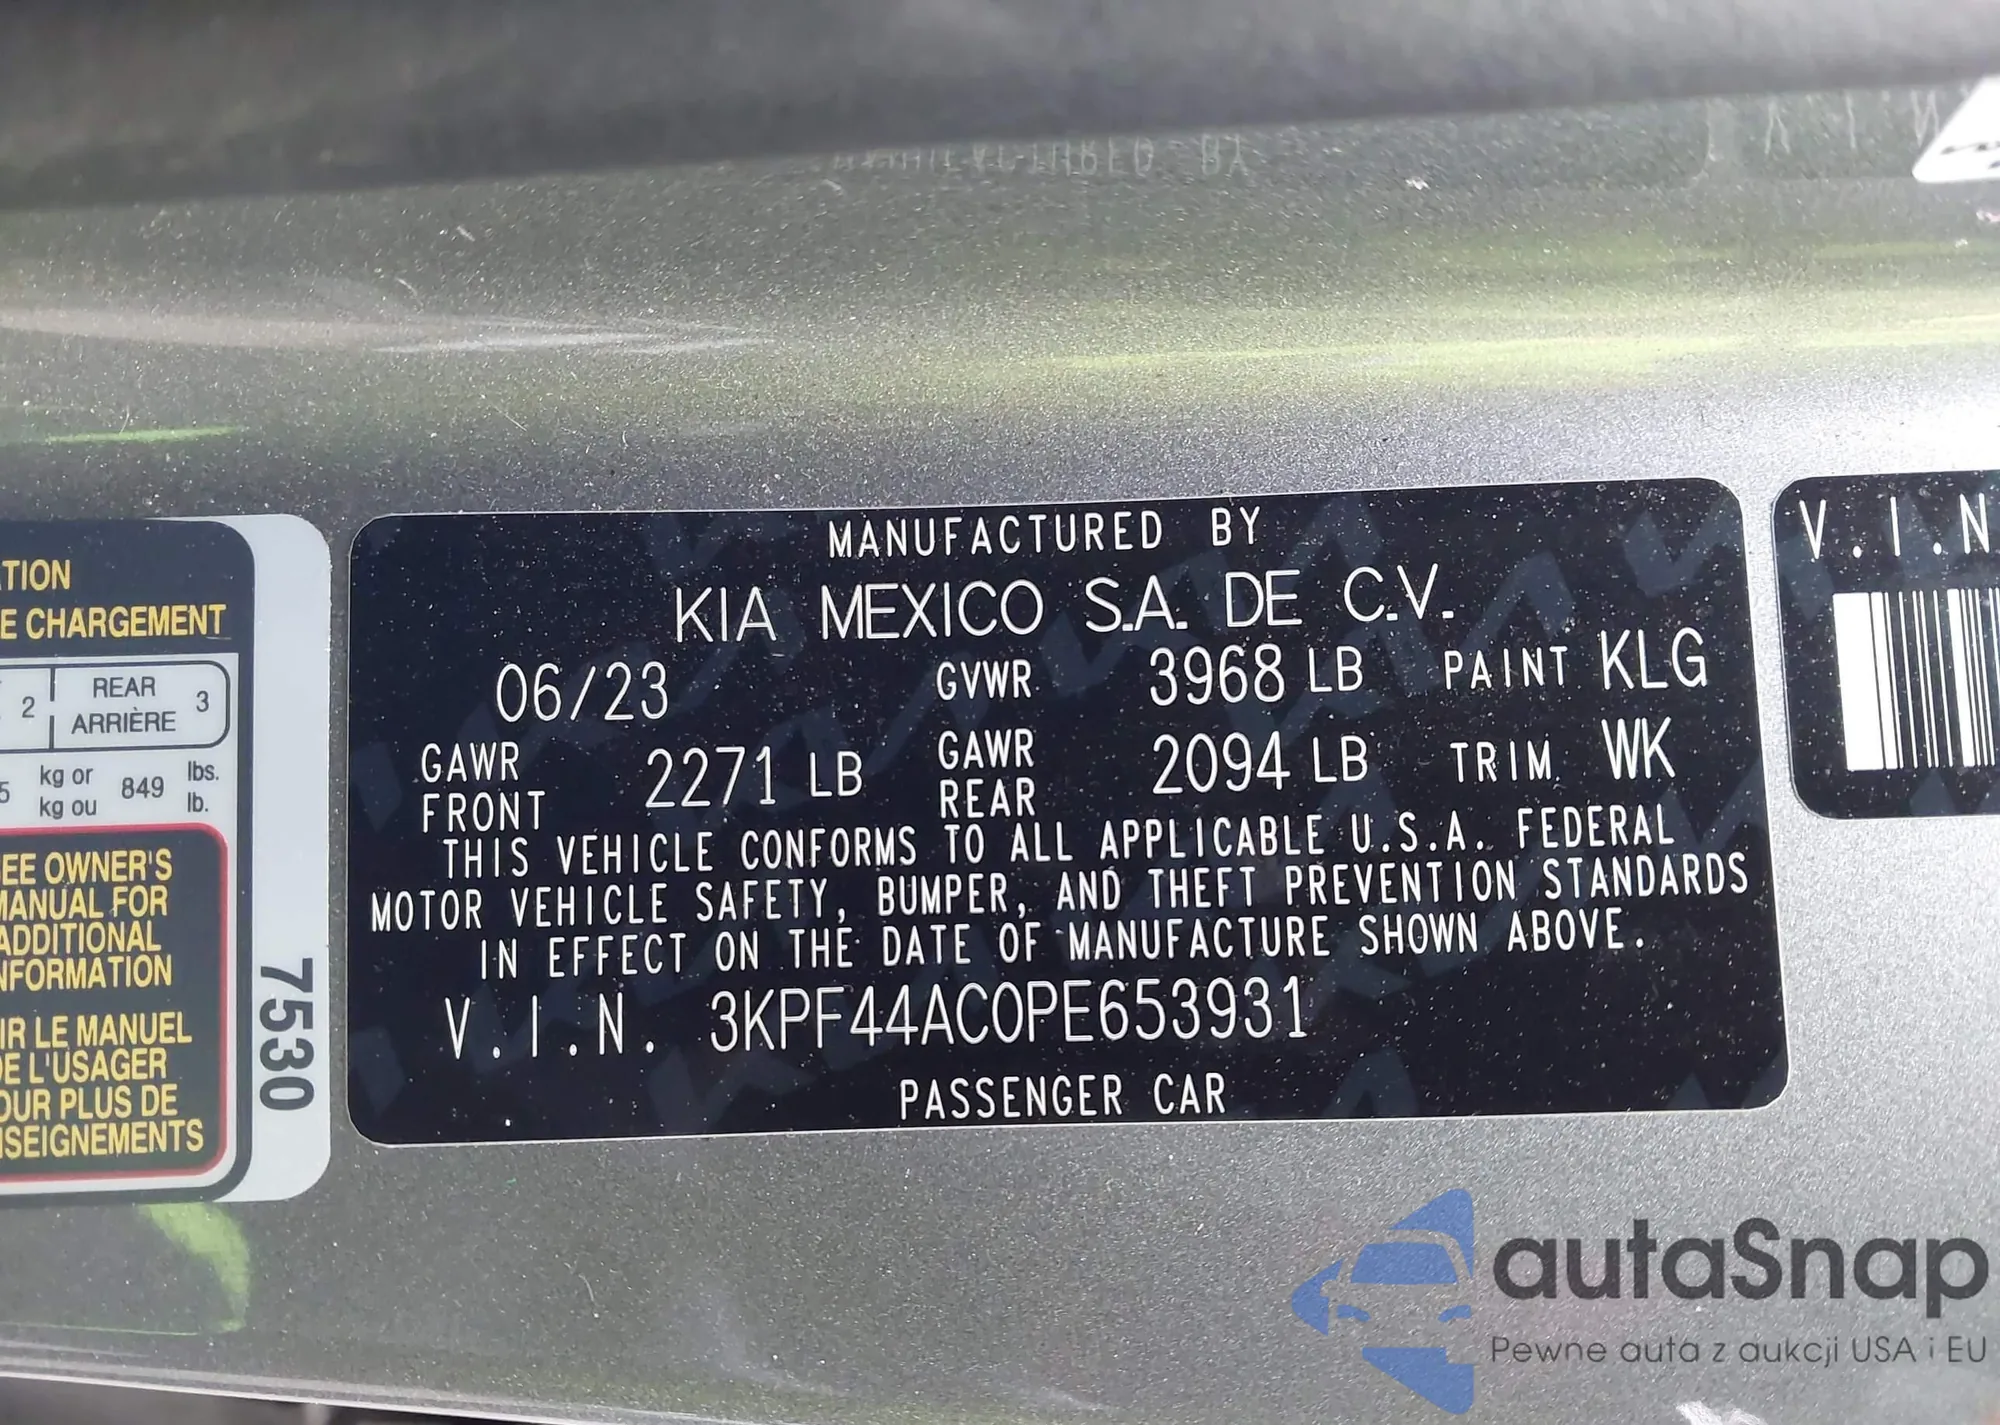 MANUFACTURED BY
KIA MEXICO S.A. DE C.V.
06/23 GVWR 3968 LB PAINT KLG
GAWR FRONT 2271 LB GAWR REAR 2094 LB TRIM WK
THIS VEHICLE CONFORMS TO ALL APPLICABLE U.S.A. FEDERAL
MOTOR VEHICLE SAFETY, BUMPER, AND THEFT PREVENTION STANDARDS
IN EFFECT ON THE DATE OF MANUFACTURE SHOWN ABOVE.
V.I.N. 3KPF44AC0PE653931
PASSENGER CAR
TION
E CHARGEMENT
2 REAR ARRIÈRE 3
5 kg or kg ou 849 lbs. lb.
EE OWNER'S
MANUAL FOR
ADDITIONAL
NFORMATION
IR LE MANUEL
DE L'USAGER
OUR PLUS DE
NSEIGNEMENTS
7530
V.I.N
autaSnap
Pewne auta z aukcji USA i EU